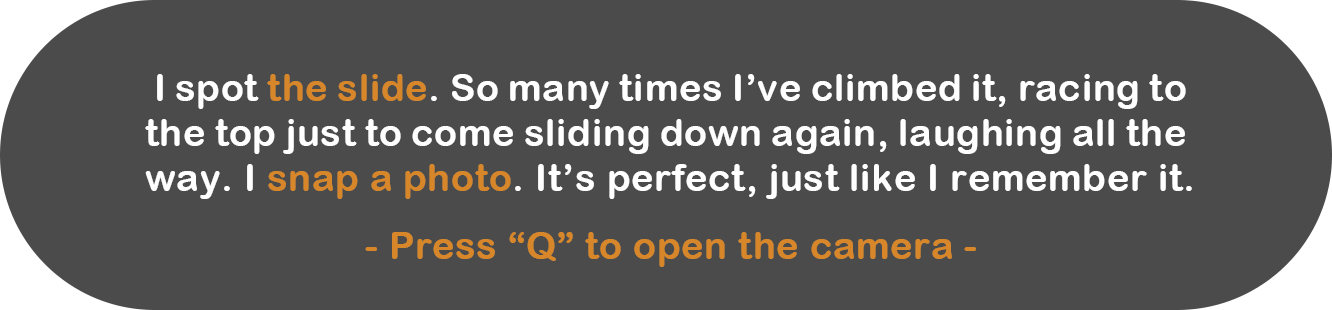 I spot the slide. So many times I’ve climbed it, racing to
the top just to come sliding down again, laughing all the
way. I snap a photo. It’s perfect, just like I remember it.
- Press “Q” to open the camera -